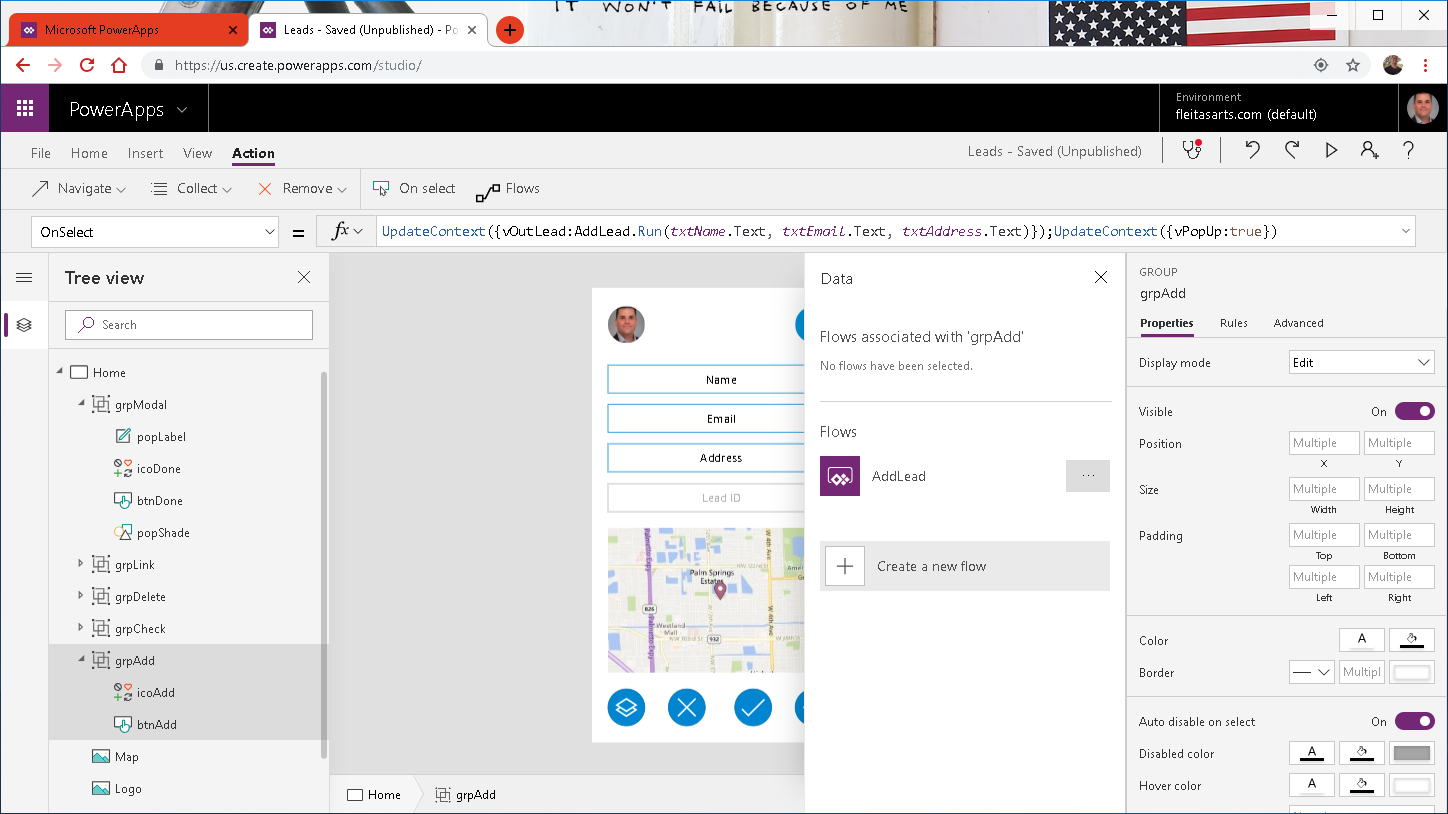 IT WON'T FAIL BECAUSE OF ME
Microsoft PowerApps
Leads - Saved (Unpublished) - Po
https://us.create.powerapps.com/studio/
PowerApps
Environment
fleitasarts.com (default)
File Home Insert View Action
Leads - Saved (Unpublished)
?
Navigate Collect Remove On select Flows
OnSelect = fx UpdateContext({vOutLead:AddLead.Run(txtName.Text, txtEmail.Text, txtAddress.Text)});UpdateContext({vPopUp:true})
Tree view
Search
Home
grpModal
popLabel
icoDone
btnDone
popShade
grpLink
grpDelete
grpCheck
grpAdd
icoAdd
btnAdd
Map
Logo
Name
Email
Address
Lead ID
Palm Springs
Estates
Westland
Mall
826
932
W 4th Ave
Home
grpAdd
Data
Flows associated with 'grpAdd'
No flows have been selected.
Flows
AddLead
...
Create a new flow
GROUP
grpAdd
Properties Rules Advanced
Display mode Edit
Visible On
Position Multiple Multiple
X Y
Size Multiple Multiple
Width Height
Padding Multiple Multiple
Top Bottom
Multiple Multiple
Left Right
Color A
Border Multipl
Auto disable on select On
Disabled color A
Hover color A